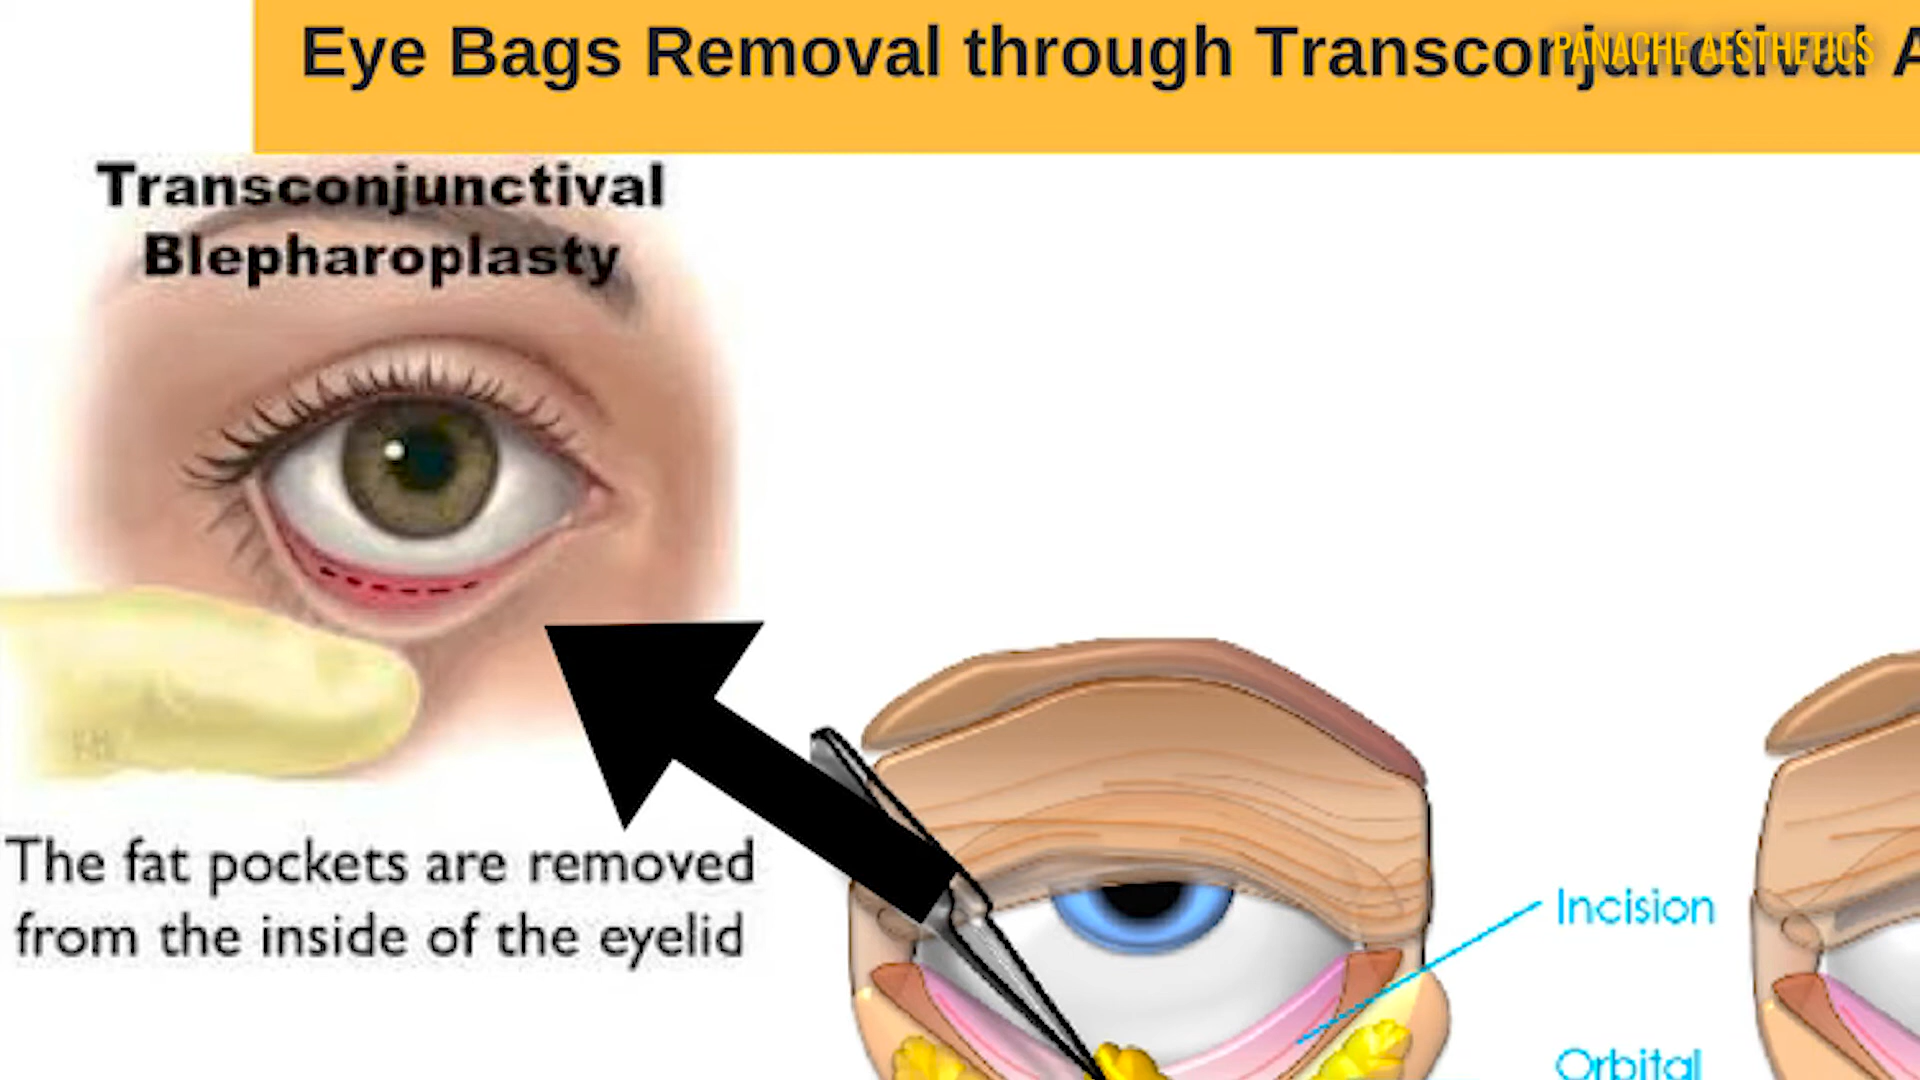 Eye Bags Removal through Transconjunctival A
PANACHE AESTHETICS
Transconjunctival
Blepharoplasty
The fat pockets are removed
from the inside of the eyelid
Incision
Orbital